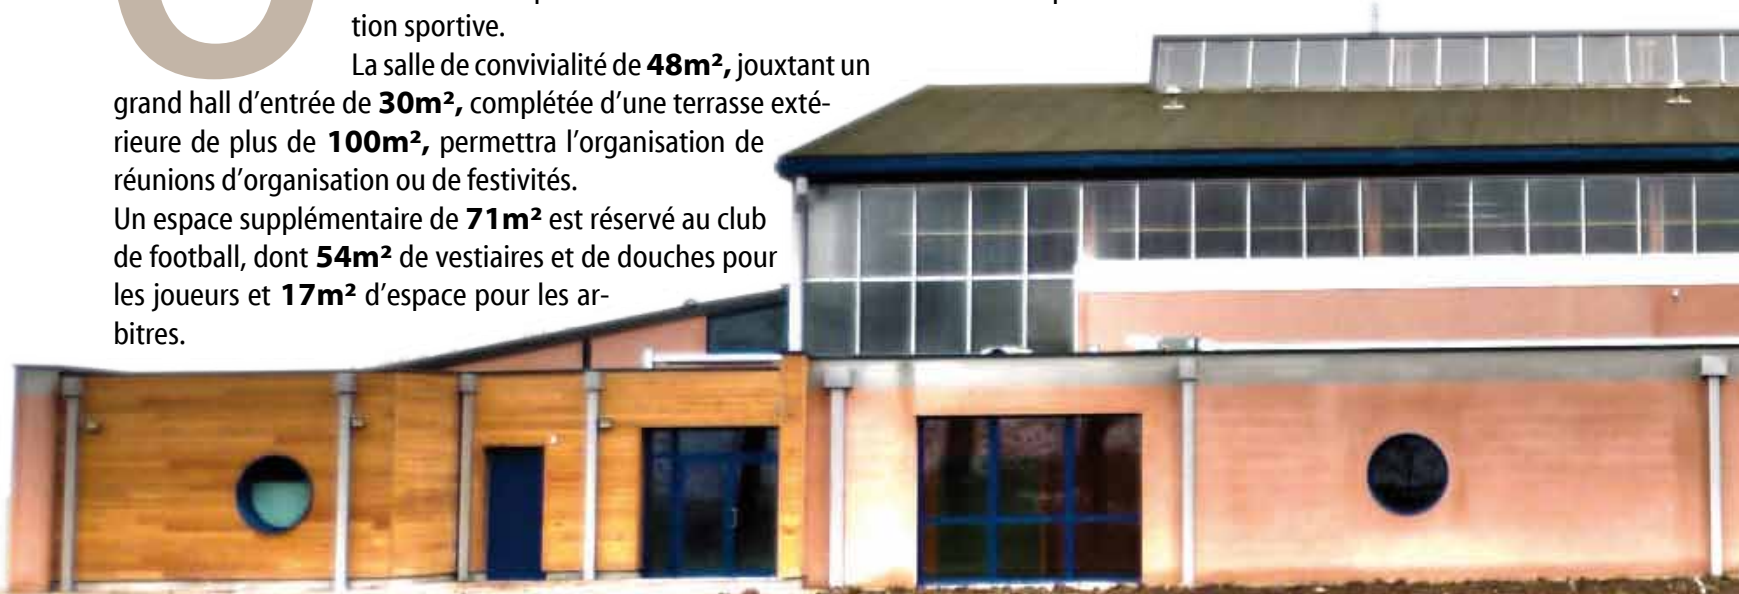 tion sportive.
La salle de convivialité de 48m², jouxtant un
grand hall d'entrée de 30m², complétée d'une terrasse exté-
rieure de plus de 100m², permettra l'organisation de
réunions d'organisation ou de festivités.
Un espace supplémentaire de 71m² est réservé au club
de football, dont 54m² de vestiaires et de douches pour
les joueurs et 17m² d'espace pour les ar-
bitres.